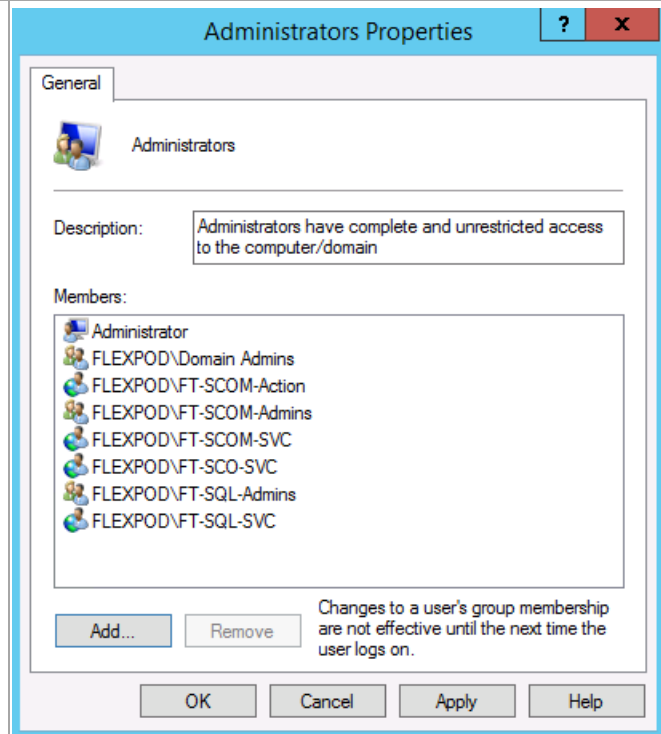 Administrators Properties
?
x
General
Administrators
Description:
Administrators have complete and unrestricted access
to the computer/domain
Members:
Administrator
FLEXPOD\Domain Admins
FLEXPOD\FT-SCOM-Action
FLEXPOD\FT-SCOM-Admins
FLEXPOD\FT-SCOM-SVC
FLEXPOD\FT-SCO-SVC
FLEXPOD\FT-SQL-Admins
FLEXPOD\FT-SQL-SVC
Add...
Remove
Changes to a user's group membership
are not effective until the next time the
user logs on.
OK
Cancel
Apply
Help